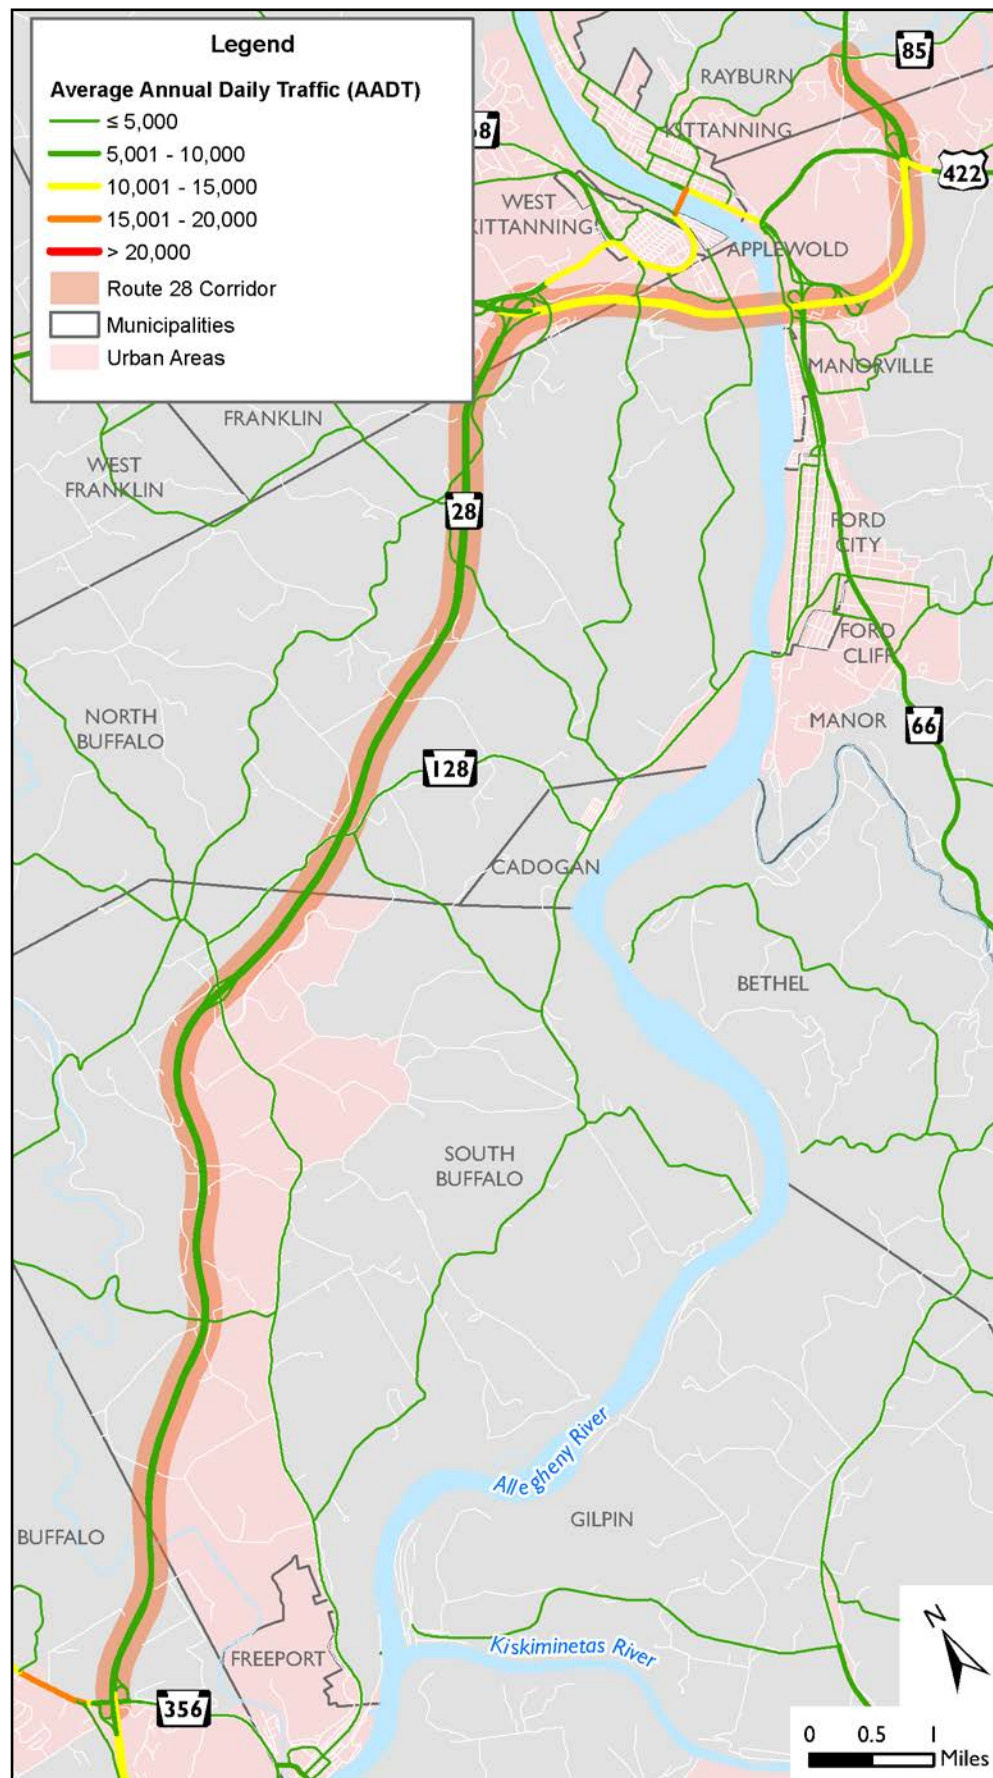 Legend
Average Annual Daily Traffic (AADT)
≤ 5,000
5,001 - 10,000
10,001 - 15,000
15,001 - 20,000
> 20,000
Route 28 Corridor
Municipalities
Urban Areas
85
RAYBURN
KITTANNING
422
WEST
KITTANNING
APPLEWOLD
MANORVILLE
FRANKLIN
WEST
FRANKLIN
28
FORD
CITY
FORD
CLIFF
NORTH
BUFFALO
MANOR
66
128
CADOGAN
BETHEL
SOUTH
BUFFALO
Allegheny River
GILPIN
BUFFALO
FREEPORT
Kiskiminetas River
356
N
0 0.5 1
Miles